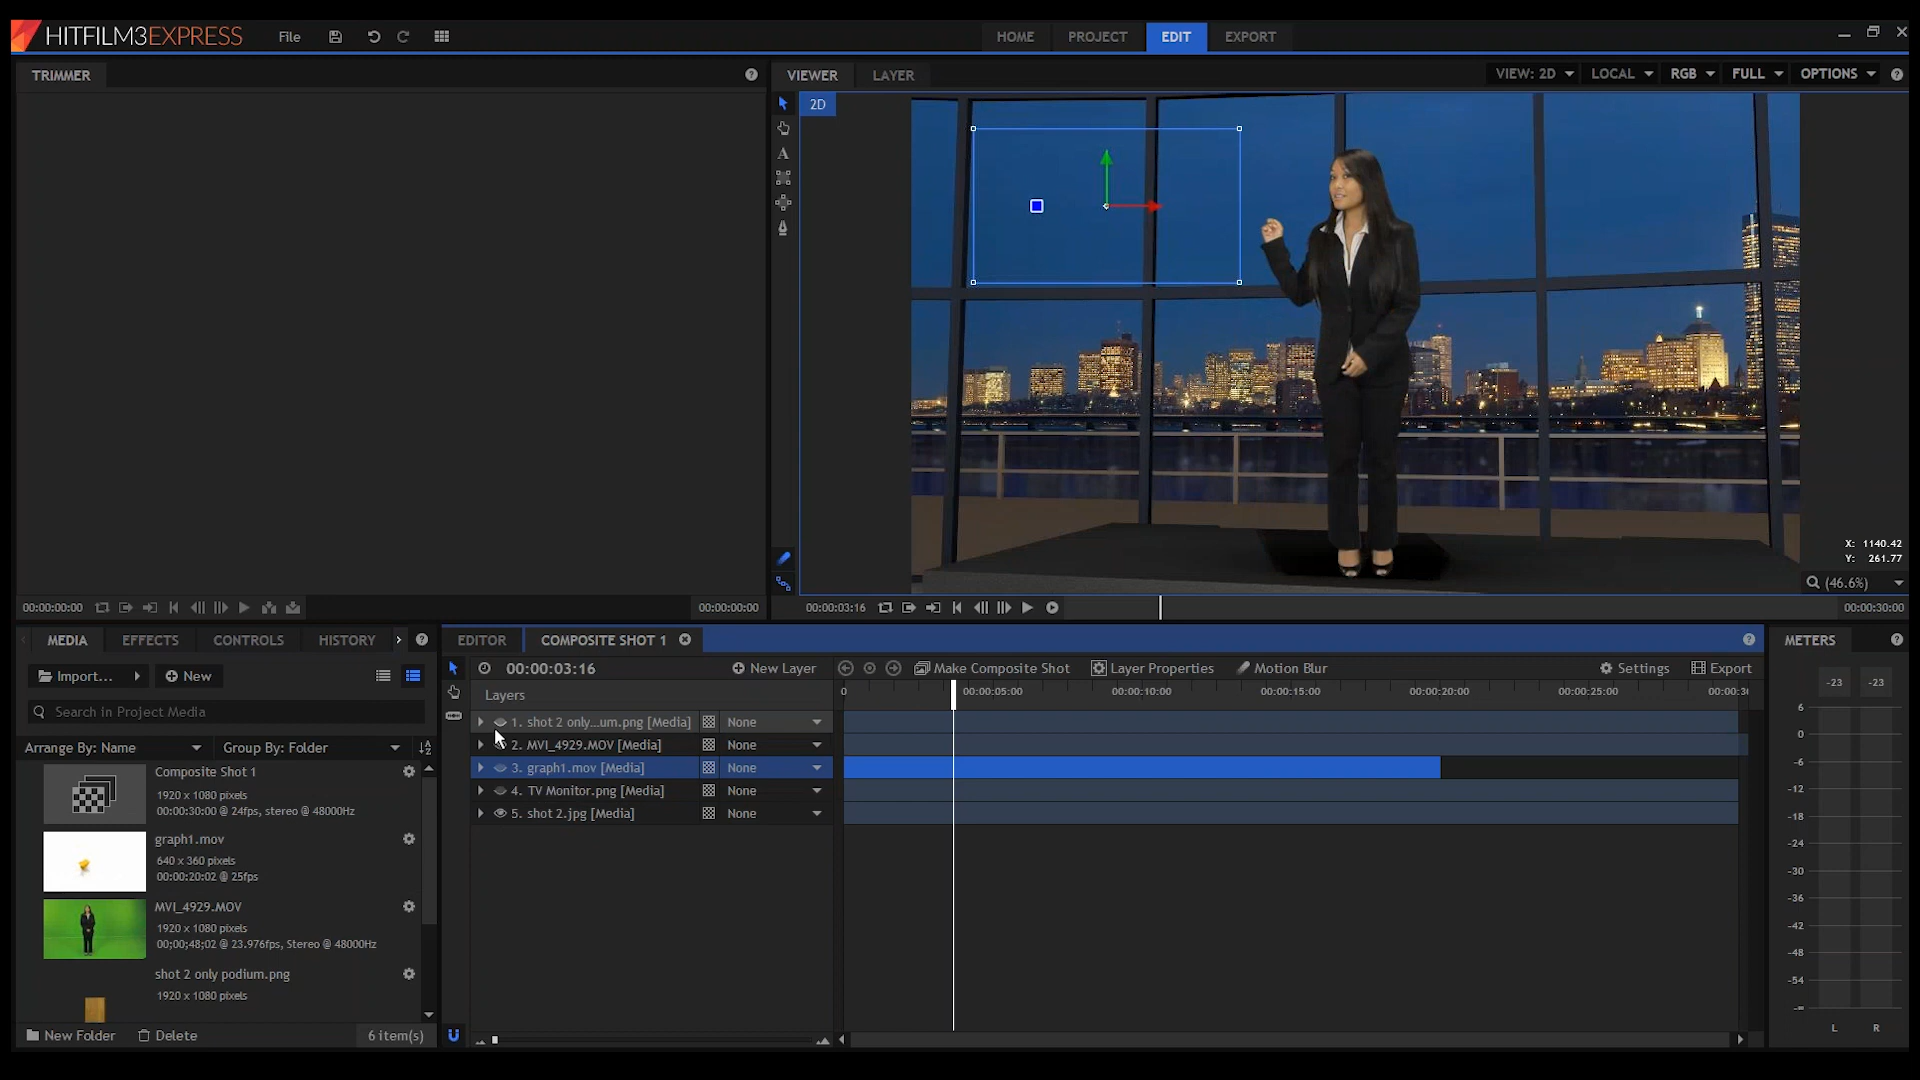 HITFILM3EXPRESS File HOME PROJECT EDIT EXPORT
TRIMMER VIEWER LAYER VIEW: 2D LOCAL RGB FULL OPTIONS
2D
A
X: 1140.42
Y: 261.77
(46.6%)
00:00:00:00 00:00:00:00 00:00:03:16 00:00:30:00
MEDIA EFFECTS CONTROLS HISTORY EDITOR COMPOSITE SHOT 1 METERS
Import... New
Search in Project Media
Arrange By: Name Group By: Folder
Composite Shot 1
1920 x 1080 pixels
00:00:30:00 @ 24fps, stereo @ 48000Hz
graph1.mov
640 x 360 pixels
00:00:20:02 @ 25fps
MVI_4929.MOV
1920 x 1080 pixels
00;00;48;02 @ 23.976fps, Stereo @ 48000Hz
shot 2 only podium.png
1920 x 1080 pixels
New Folder Delete 6 item(s)
00:00:03:16 New Layer Make Composite Shot Layer Properties Motion Blur Settings Export
Layers 0 00:00:05:00 00:00:10:00 00:00:15:00 00:00:20:00 00:00:25:00 00:00:3
1. shot 2 only...um.png [Media] None
2. MVI_4929.MOV [Media] None
3. graph1.mov [Media] None
4. TV Monitor.png [Media] None
5. shot 2.jpg [Media] None
-23 -23
6
0
-6
-12
-18
-24
-30
-36
-42
-48
-54
-∞
L R